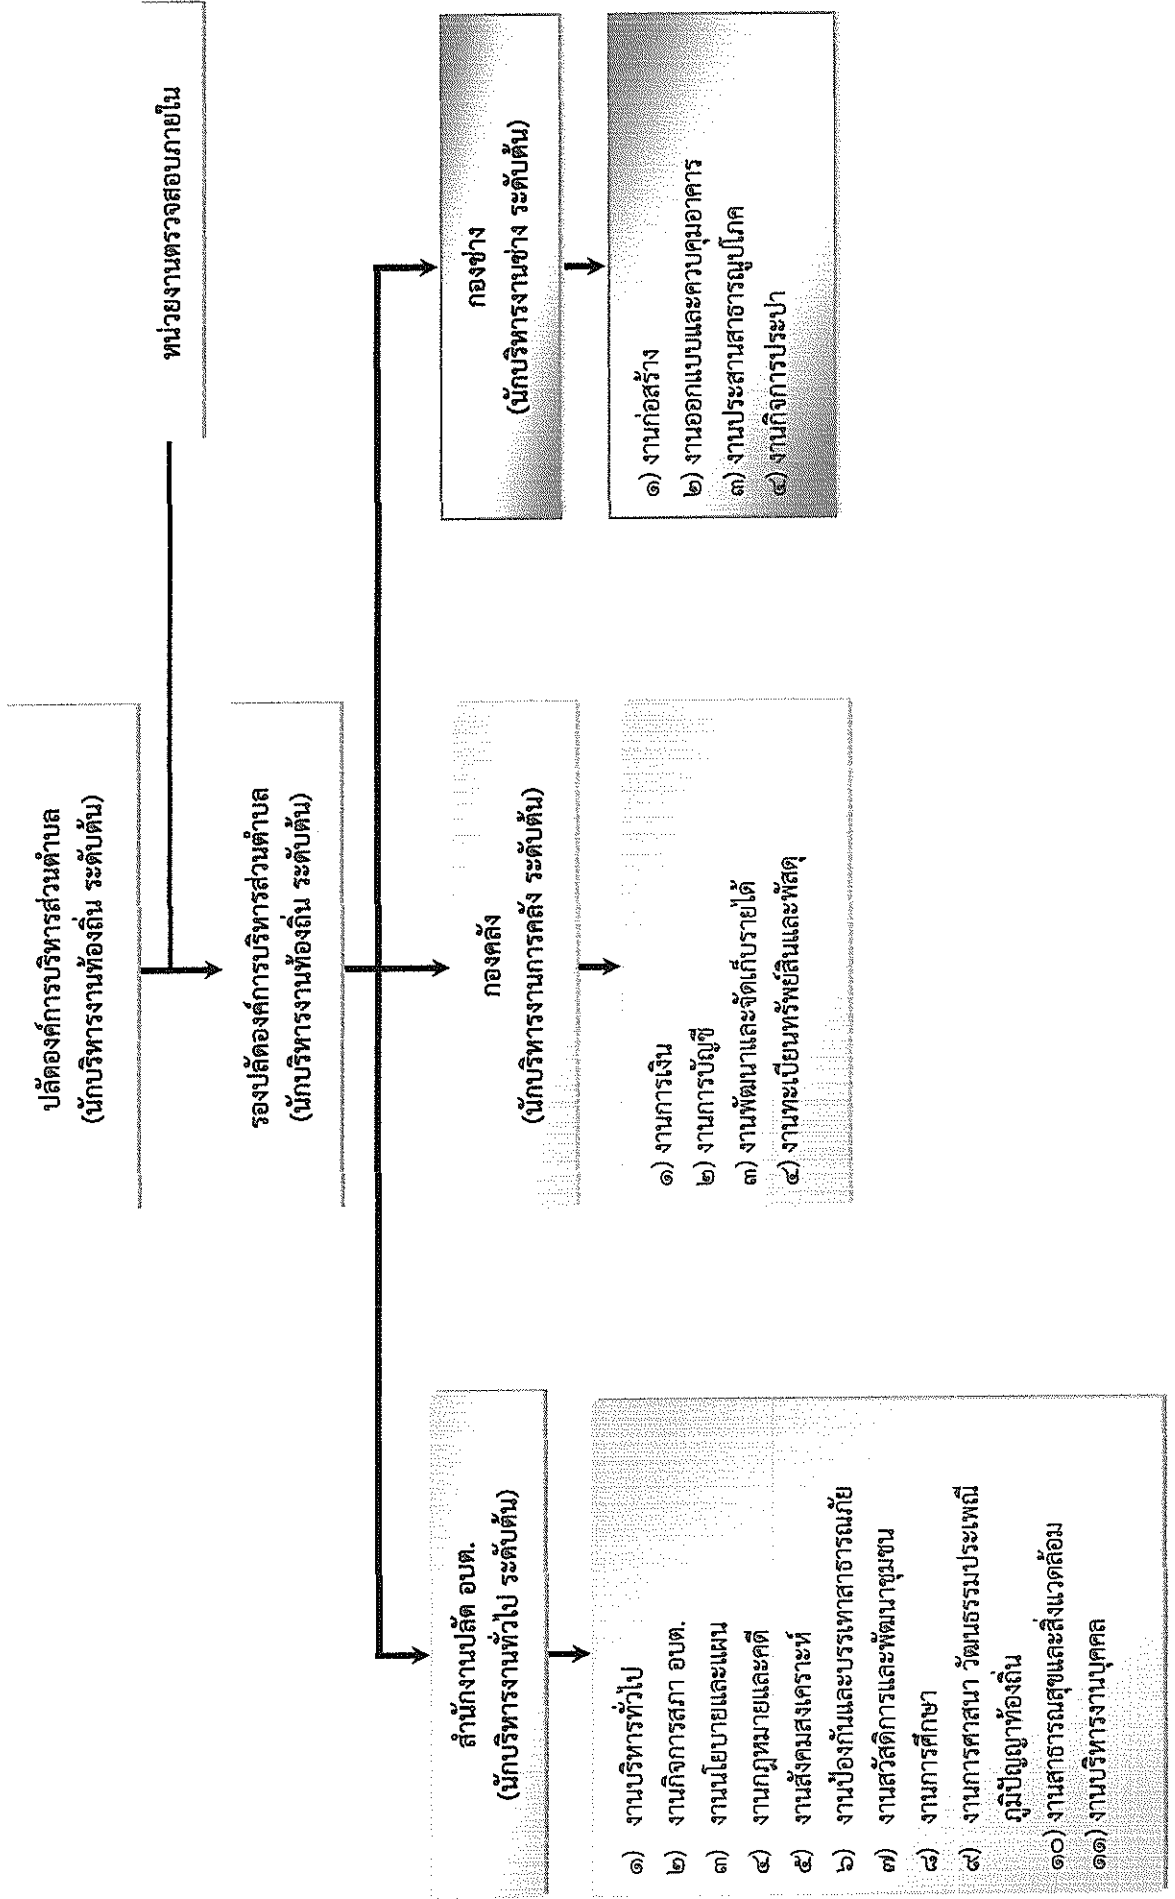 ปลัดองค์การบริหารส่วนตำบล
(นักบริหารงานท้องถิ่น ระดับต้น)
หน่วยงานตรวจสอบภายใน
รองปลัดองค์การบริหารส่วนตำบล
(นักบริหารงานท้องถิ่น ระดับต้น)
สำนักงานปลัด อบต.
(นักบริหารงานทั่วไป ระดับต้น)
๑) งานบริหารทั่วไป
๒) งานกิจการสภา อบต.
๓) งานนโยบายและแผน
๔) งานกฎหมายและคดี
๕) งานสังคมสงเคราะห์
๖) งานป้องกันและบรรเทาสาธารณภัย
๗) งานสวัสดิการและพัฒนาชุมชน
๘) งานการศึกษา
๙) งานการศาสนา วัฒนธรรมประเพณี
ภูมิปัญญาท้องถิ่น
๑๐) งานสาธารณสุขและสิ่งแวดล้อม
๑๑) งานบริหารงานบุคคล
กองคลัง
(นักบริหารงานการคลัง ระดับต้น)
๑) งานการเงิน
๒) งานการบัญชี
๓) งานพัฒนาและจัดเก็บรายได้
๔) งานทะเบียนทรัพย์สินและพัสดุ
กองช่าง
(นักบริหารงานช่าง ระดับต้น)
๑) งานก่อสร้าง
๒) งานออกแบบและควบคุมอาคาร
๓) งานประสานสาธารณูปโภค
๔) งานกิจการประปา